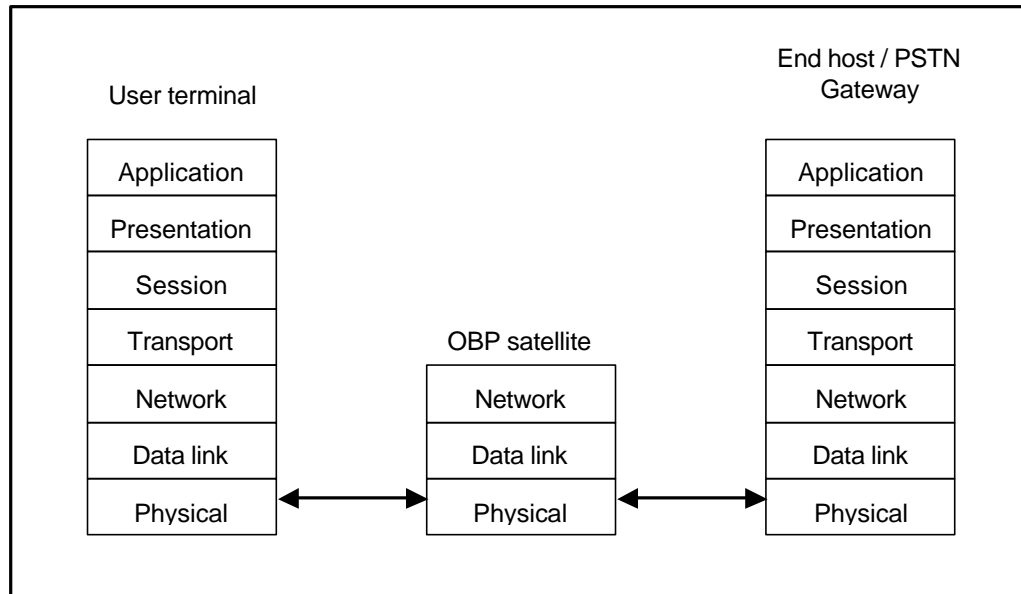 User terminal
Application
Presentation
Session
Transport
Network
Data link
Physical
OBP satellite
Network
Data link
Physical
End host / PSTN
Gateway
Application
Presentation
Session
Transport
Network
Data link
Physical